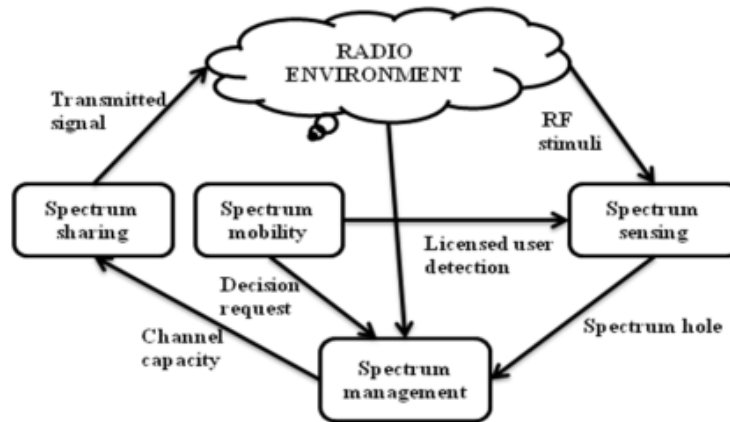 RADIO
ENVIRONMENT
Transmitted
signal
RF
stimuli
Spectrum
sharing
Spectrum
mobility
Spectrum
sensing
Licensed user
detection
Decision
request
Channel
capacity
Spectrum hole
Spectrum
management